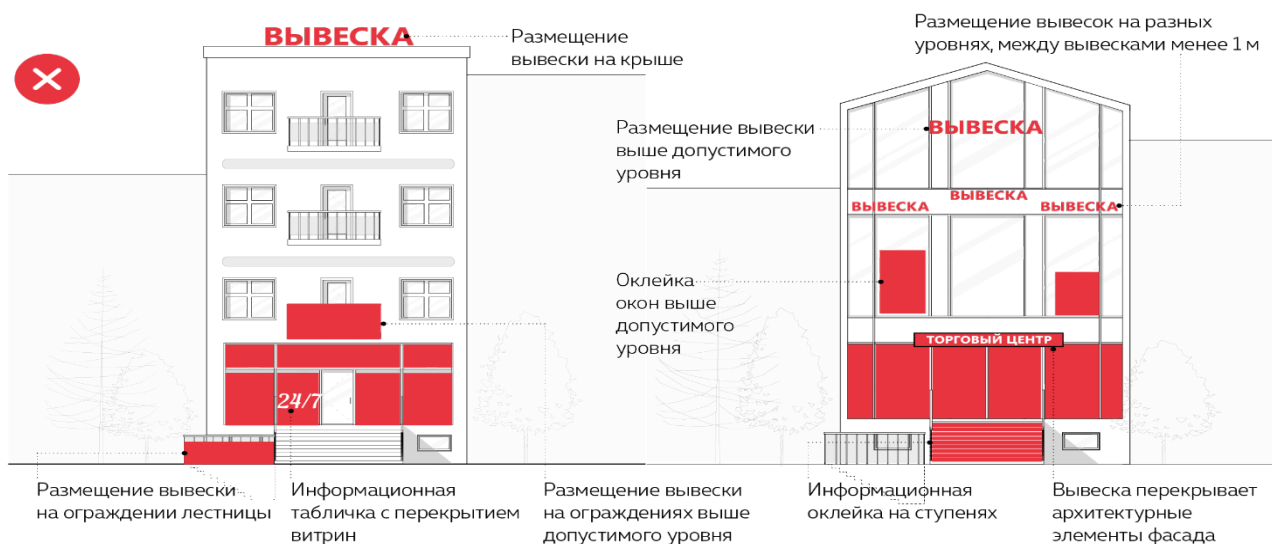 ВЫВЕСКА
Размещение
вывески на крыше
24/7
Размещение вывески
на ограждении лестницы
Информационная
табличка с перекрытием
витрин
Размещение вывески
на ограждениях выше
допустимого уровня
Размещение вывесок на разных
уровнях, между вывесками менее 1 м
Размещение вывески
выше допустимого
уровня
ВЫВЕСКА
ВЫВЕСКА
ВЫВЕСКА
ВЫВЕСКА
Оклейка
окон выше
допустимого
уровня
ТОРГОВЫЙ ЦЕНТР
Информационная
оклейка на ступенях
Вывеска перекрывает
архитектурные
элементы фасада